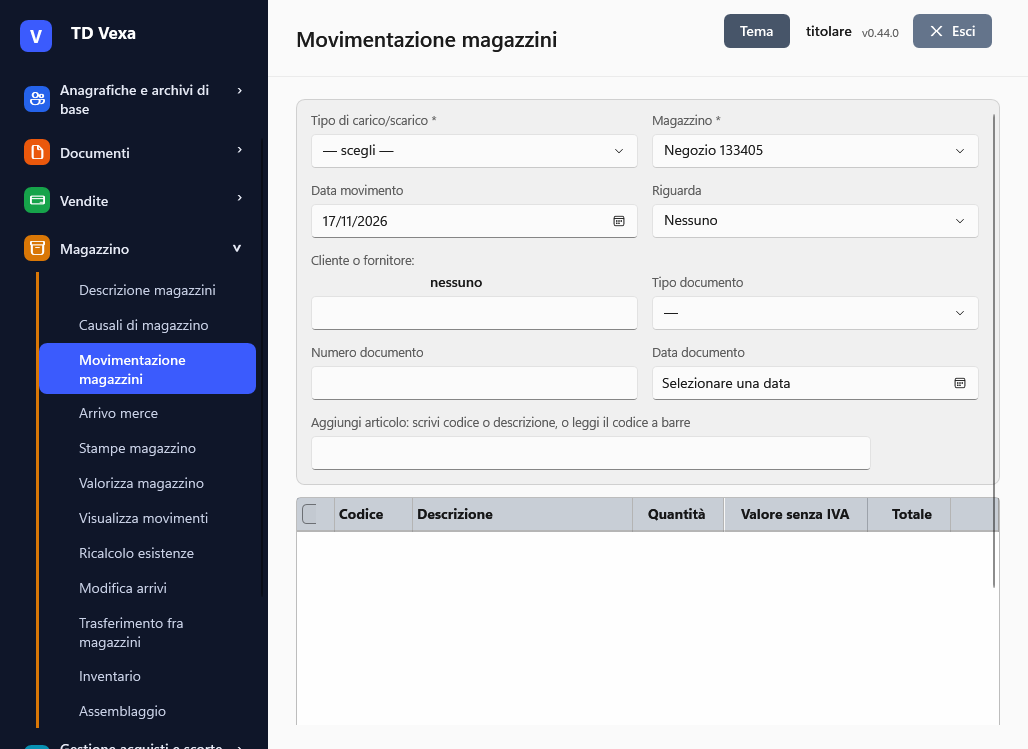 V
TD Vexa
Anagrafiche e archivi di
base
Documenti
Vendite
Magazzino
Descrizione magazzini
Causali di magazzino
Movimentazione
magazzini
Arrivo merce
Stampe magazzino
Valorizza magazzino
Visualizza movimenti
Ricalcolo esistenze
Modifica arrivi
Trasferimento fra
magazzini
Inventario
Assemblaggio
Gestione acquisti e scorte
Movimentazione magazzini
Tema
titolare v0.44.0
Esci
Tipo di carico/scarico *
Magazzino *
— scegli —
Negozio 133405
Data movimento
Riguarda
17/11/2026
Nessuno
Cliente o fornitore:
nessuno
Tipo documento
—
Numero documento
Data documento
Selezionare una data
Aggiungi articolo: scrivi codice o descrizione, o leggi il codice a barre
Codice Descrizione Quantità Valore senza IVA Totale